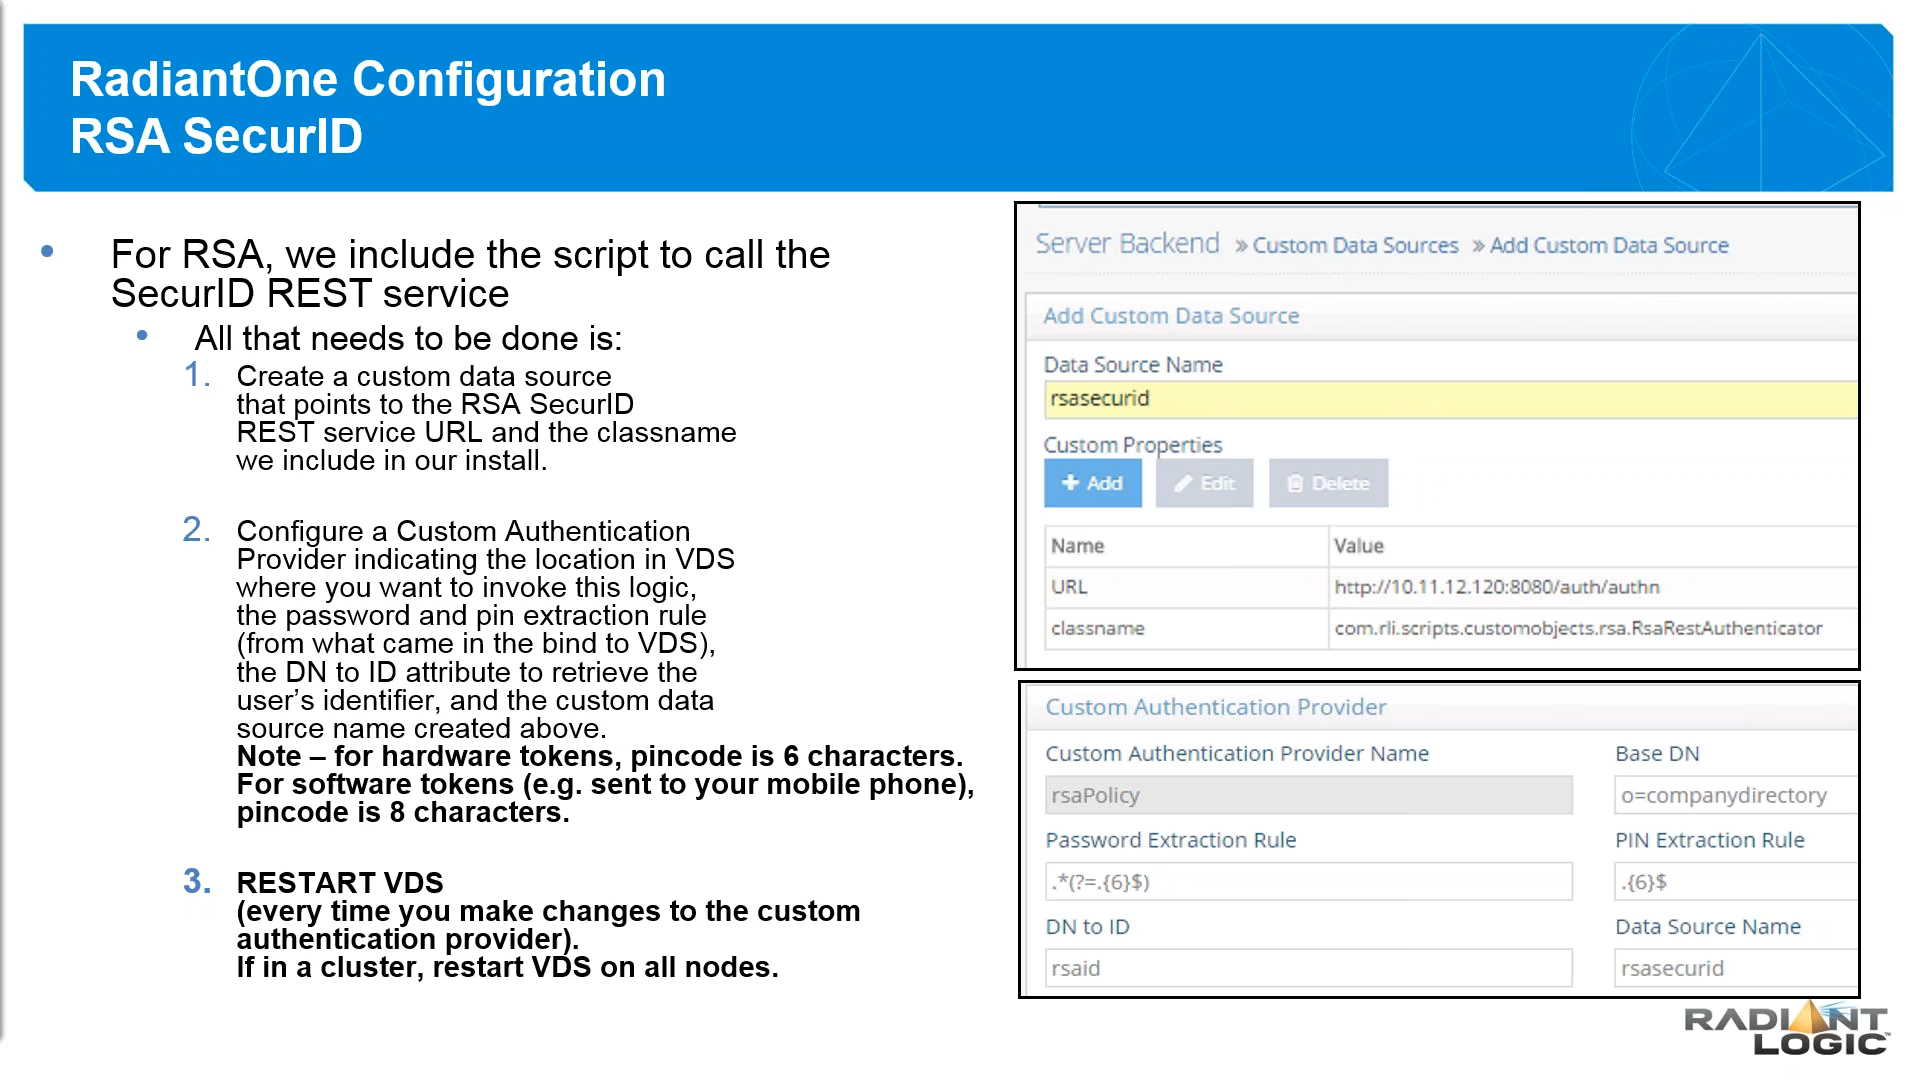 RadiantOne Configuration
RSA SecurID
• For RSA, we include the script to call the
SecurID REST service
• All that needs to be done is:
1. Create a custom data source
that points to the RSA SecurID
REST service URL and the classname
we include in our install.
2. Configure a Custom Authentication
Provider indicating the location in VDS
where you want to invoke this logic,
the password and pin extraction rule
(from what came in the bind to VDS),
the DN to ID attribute to retrieve the
user’s identifier, and the custom data
source name created above.
Note – for hardware tokens, pincode is 6 characters.
For software tokens (e.g. sent to your mobile phone),
pincode is 8 characters.
3. RESTART VDS
(every time you make changes to the custom
authentication provider).
If in a cluster, restart VDS on all nodes.
Server Backend » Custom Data Sources » Add Custom Data Source
Add Custom Data Source
Data Source Name
rsasecurid
Custom Properties
+ Add Edit Delete
Name Value
URL http://10.11.12.120:8080/auth/authn
classname com.rli.scripts.customobjects.rsa.RsaRestAuthenticator
Custom Authentication Provider
Custom Authentication Provider Name Base DN
rsaPolicy o=companydirectory
Password Extraction Rule PIN Extraction Rule
.*(?=.{6}$) .{6}$
DN to ID Data Source Name
rsaid rsasecurid
RADIANT
LOGIC